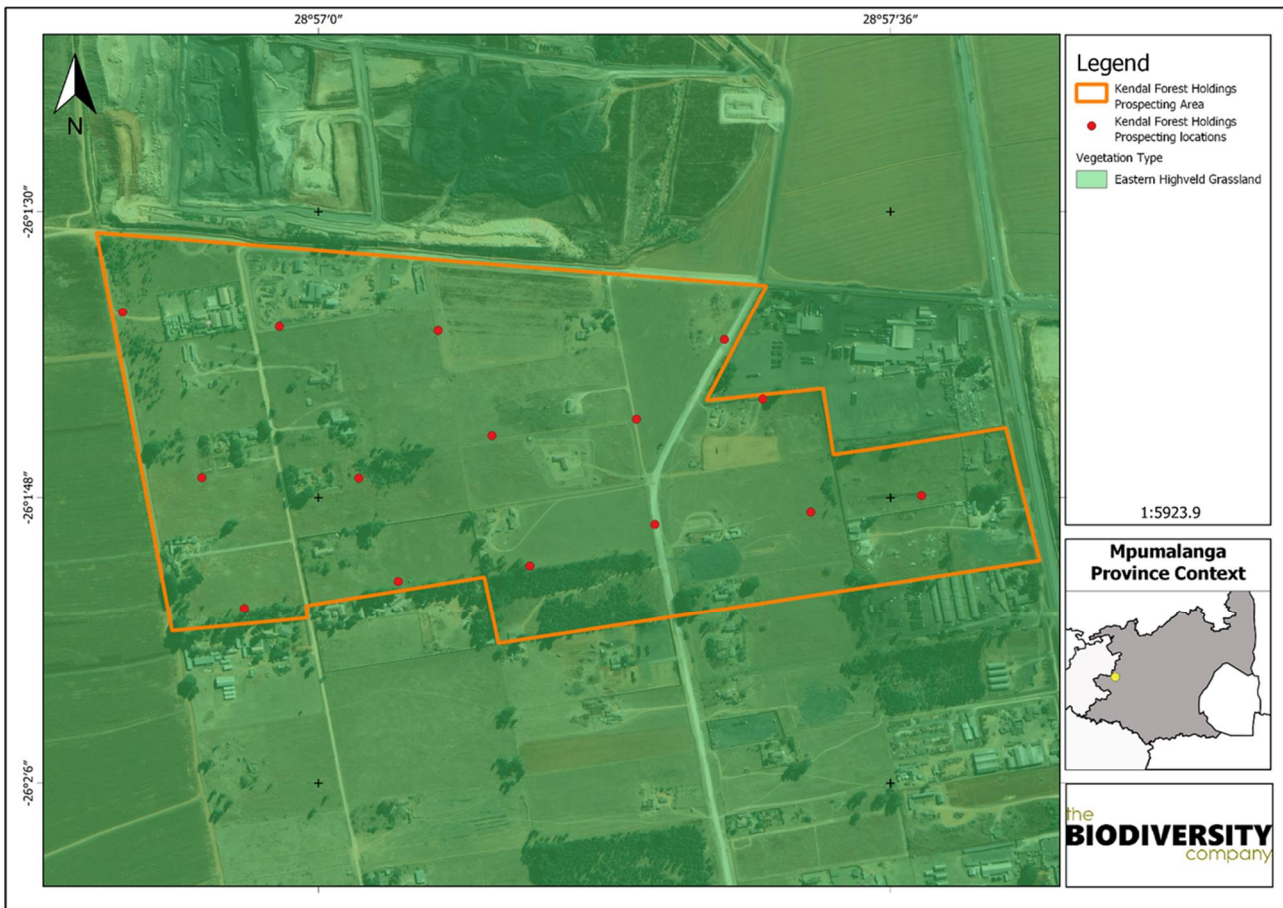 28°57'0″
28°57'36″
-26°1'30″
-26°1'48″
-26°2'6″
N
Legend
Kendal Forest Holdings
Prospecting Area
Kendal Forest Holdings
Prospecting locations
Vegetation Type
Eastern Highveld Grassland
1:5923.9
Mpumalanga
Province Context
the
BIODIVERSITY
company